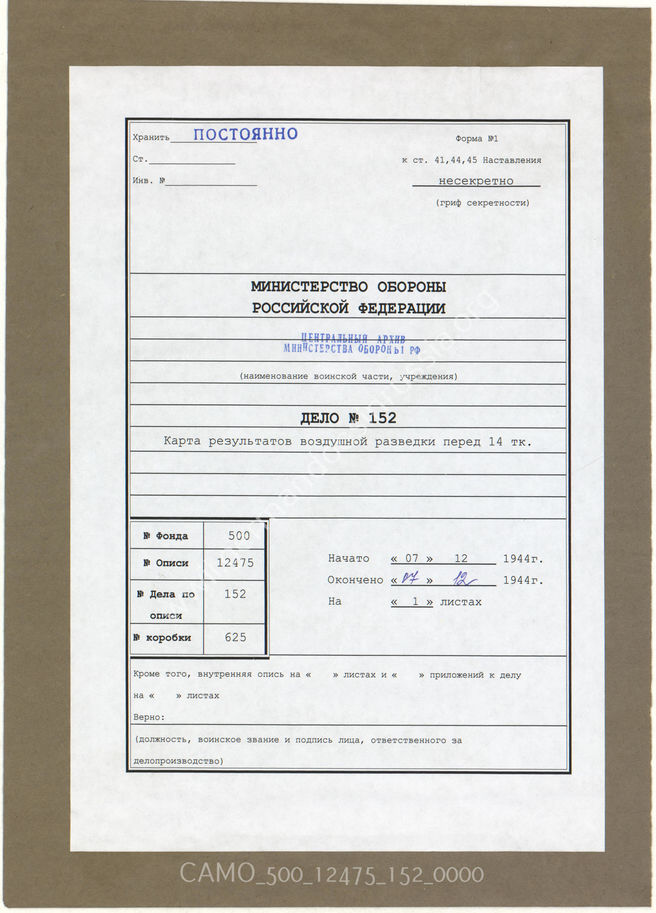 Хранить ПОСТОЯННО
Форма №1
Ст.
к ст. 41,44,45 Наставления
Инв. №
несекретно
(гриф секретности)
МИНИСТЕРСТВО ОБОРОНЫ
РОССИЙСКОЙ ФЕДЕРАЦИИ
ЦЕНТРАЛЬНЫЙ АРХИВ
МИНИСТЕРСТВА ОБОРОНЫ РФ
(наименование воинской части, учреждения)
ДЕЛО № 152
Карта результатов воздушной разведки перед 14 тк.
№ Фонда 500
№ Описи 12475
№ Дела по описи 152
№ коробки 625
Начато « 07 » 12 1944г.
Окончено « 07 » 12 1944г.
На « 1 » листах
Кроме того, внутренняя опись на « » листах и « » приложений к делу
на « » листах
Верно:
(должность, воинское звание и подпись лица, ответственного за
делопроизводство)
CAMO_500_12475_152_0000